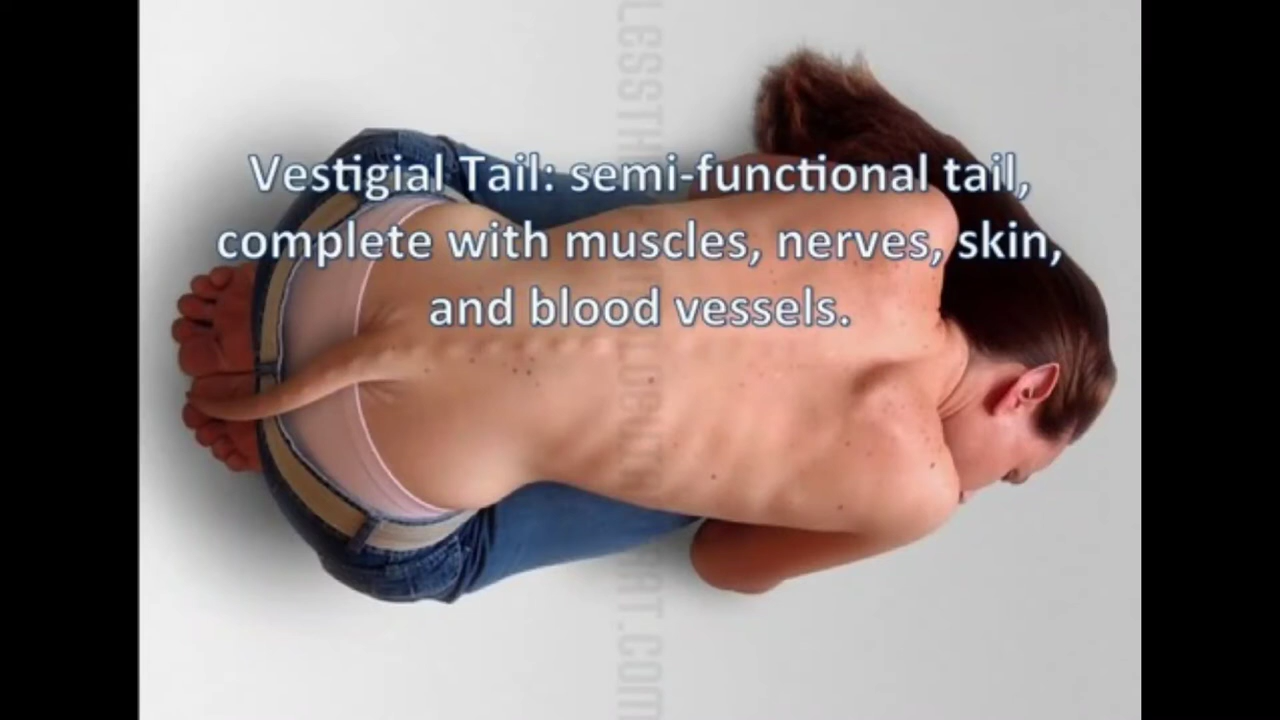 Vestigial Tail: semi-functional tail,
complete with muscles, nerves, skin,
and blood vessels.